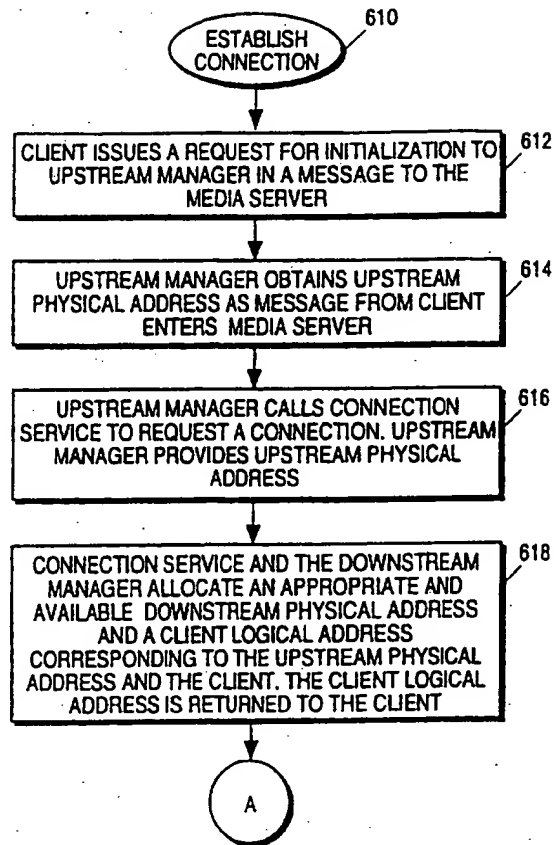 610
ESTABLISH
CONNECTION
612
CLIENT ISSUES A REQUEST FOR INITIALIZATION TO
UPSTREAM MANAGER IN A MESSAGE TO THE
MEDIA SERVER
614
UPSTREAM MANAGER OBTAINS UPSTREAM
PHYSICAL ADDRESS AS MESSAGE FROM CLIENT
ENTERS MEDIA SERVER
616
UPSTREAM MANAGER CALLS CONNECTION
SERVICE TO REQUEST A CONNECTION. UPSTREAM
MANAGER PROVIDES UPSTREAM PHYSICAL
ADDRESS
618
CONNECTION SERVICE AND THE DOWNSTREAM
MANAGER ALLOCATE AN APPROPRIATE AND
AVAILABLE DOWNSTREAM PHYSICAL ADDRESS
AND A CLIENT LOGICAL ADDRESS
CORRESPONDING TO THE UPSTREAM PHYSICAL
ADDRESS AND THE CLIENT. THE CLIENT LOGICAL
ADDRESS IS RETURNED TO THE CLIENT
A